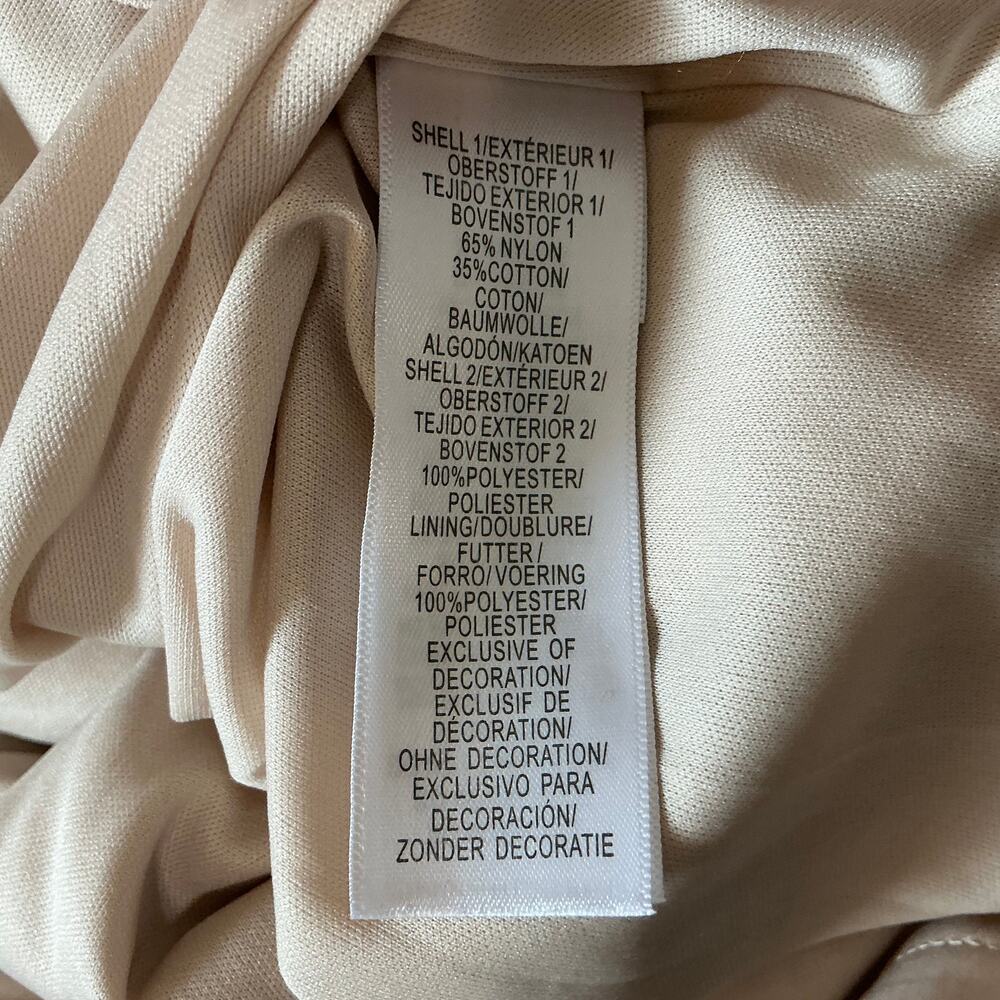 SHELL 1/EXTÉRIEUR 1/
OBERSTOFF 1/
TEJIDO EXTERIOR 1/
BOVENSTOF 1
65% NYLON
35%COTTON/
COTON/
BAUMWOLLE/
ALGODÓN/KATOEN
SHELL 2/EXTÉRIEUR 2/
OBERSTOFF 2/
TEJIDO EXTERIOR 2/
BOVENSTOF 2
100%POLYESTER/
POLIESTER
LINING/DOUBLURE/
FUTTER/
FORRO/VOERING
100%POLYESTER/
POLIESTER
EXCLUSIVE OF
DECORATION/
EXCLUSIF DE
DÉCORATION/
OHNE DECORATION/
EXCLUSIVO PARA
DECORACIÓN/
ZONDER DECORATIE